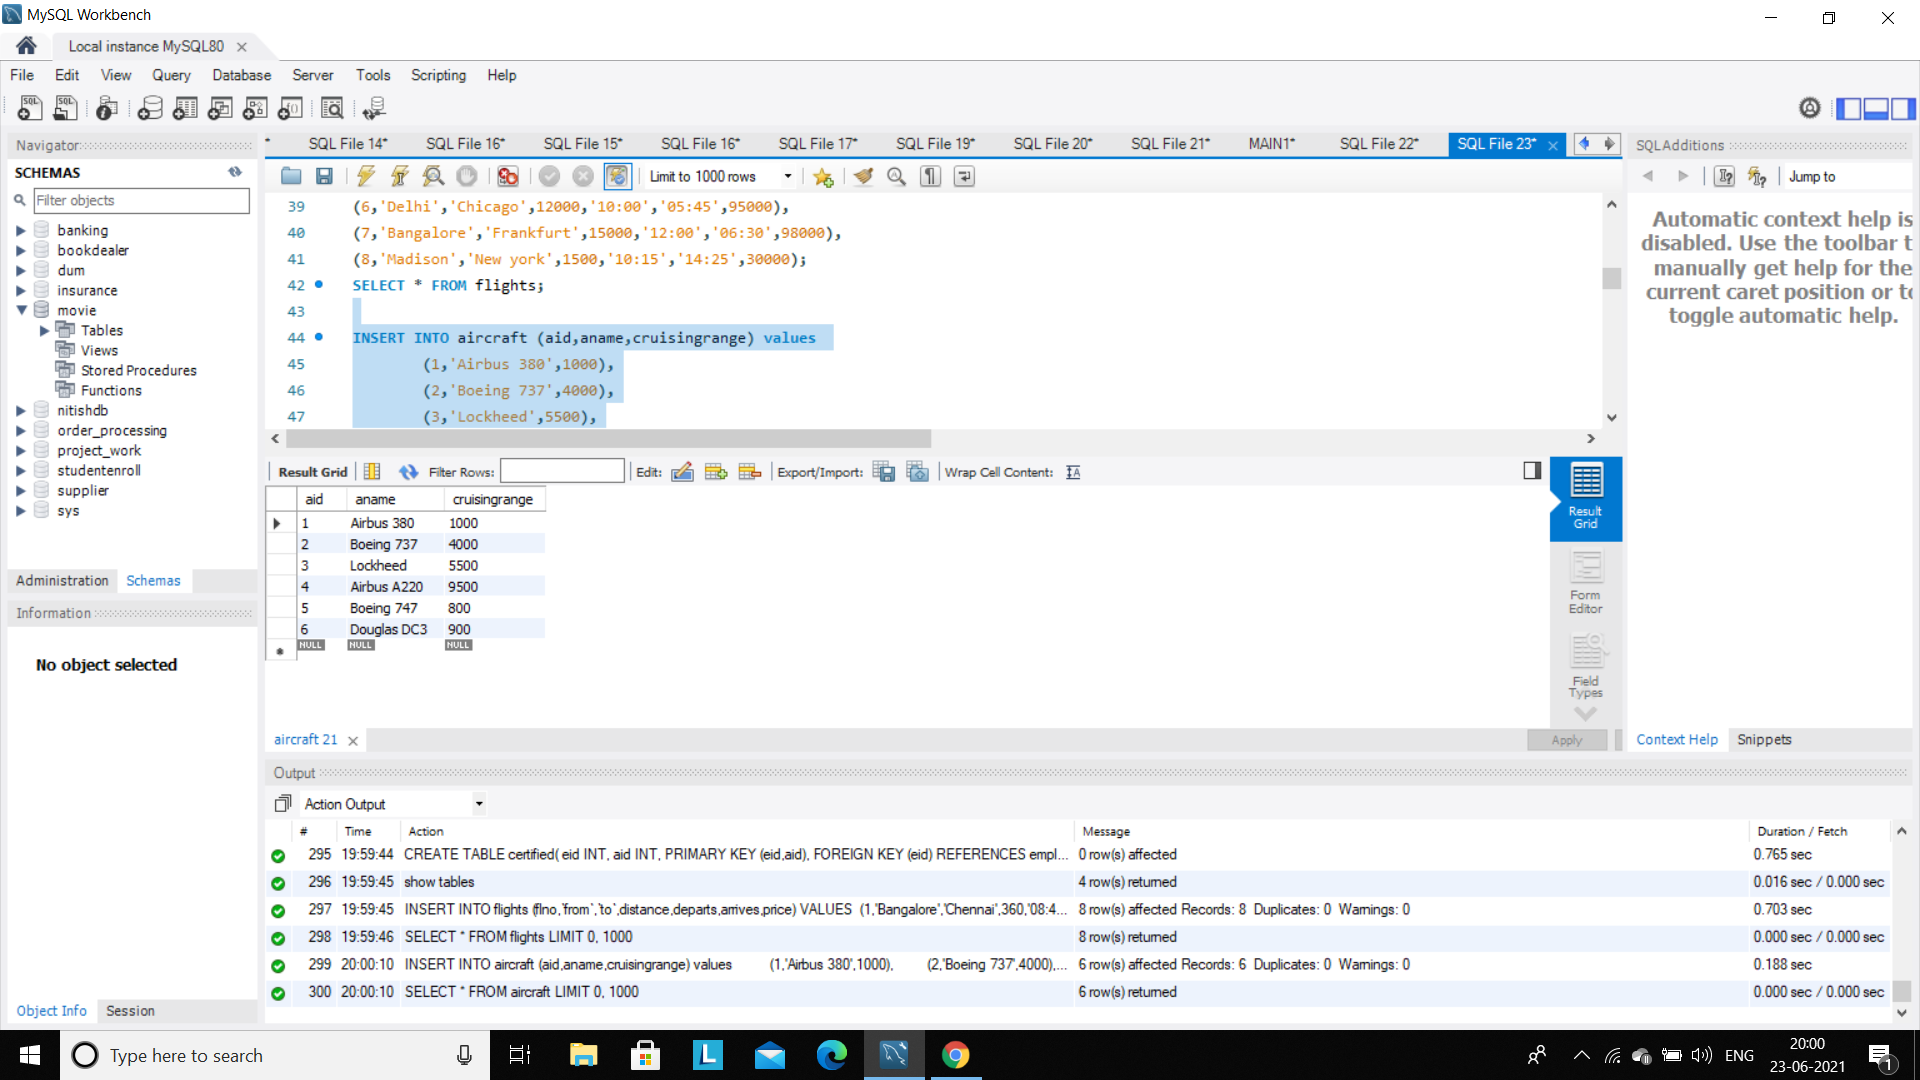 MySQL Workbench
Local instance MySQL80
File Edit View Query Database Server Tools Scripting Help
Navigator
SCHEMAS
Filter objects
banking
bookdealer
dum
insurance
movie
Tables
Views
Stored Procedures
Functions
nitishdb
order_processing
project_work
studentenroll
supplier
sys
Administration Schemas
Information
No object selected
Object Info Session
SQL File 14* SQL File 16* SQL File 15* SQL File 16* SQL File 17* SQL File 19* SQL File 20* SQL File 21* MAIN1* SQL File 22* SQL File 23*
Limit to 1000 rows
39 (6,'Delhi','Chicago',12000,'10:00','05:45',95000),
40 (7,'Bangalore','Frankfurt',15000,'12:00','06:30',98000),
41 (8,'Madison','New york',1500,'10:15','14:25',30000);
42 SELECT * FROM flights;
43
44 INSERT INTO aircraft (aid,aname,cruisingrange) values
45 (1,'Airbus 380',1000),
46 (2,'Boeing 737',4000),
47 (3,'Lockheed',5500),
Result Grid Filter Rows: Edit: Export/Import: Wrap Cell Content:
aid aname cruisingrange
1 Airbus 380 1000
2 Boeing 737 4000
3 Lockheed 5500
4 Airbus A220 9500
5 Boeing 747 800
6 Douglas DC3 900
NULL NULL NULL
Result
Grid
Form
Editor
Field
Types
aircraft 21
Apply
SQLAdditions
Jump to
Automatic context help is
disabled. Use the toolbar t
manually get help for the
current caret position or to
toggle automatic help.
Context Help Snippets
Output
Action Output
# Time Action Message Duration / Fetch
295 19:59:44 CREATE TABLE certified( eid INT, aid INT, PRIMARY KEY (eid,aid), FOREIGN KEY (eid) REFERENCES empl... 0 row(s) affected 0.765 sec
296 19:59:45 show tables 4 row(s) returned 0.016 sec / 0.000 sec
297 19:59:45 INSERT INTO flights (flno,`from`,`to`,distance,departs,arrives,price) VALUES (1,'Bangalore','Chennai',360,'08:4... 8 row(s) affected Records: 8 Duplicates: 0 Warnings: 0 0.703 sec
298 19:59:46 SELECT * FROM flights LIMIT 0, 1000 8 row(s) returned 0.000 sec / 0.000 sec
299 20:00:10 INSERT INTO aircraft (aid,aname,cruisingrange) values (1,'Airbus 380',1000), (2,'Boeing 737',4000),... 6 row(s) affected Records: 6 Duplicates: 0 Warnings: 0 0.188 sec
300 20:00:10 SELECT * FROM aircraft LIMIT 0, 1000 6 row(s) returned 0.000 sec / 0.000 sec
Type here to search
ENG
20:00
23-06-2021
1